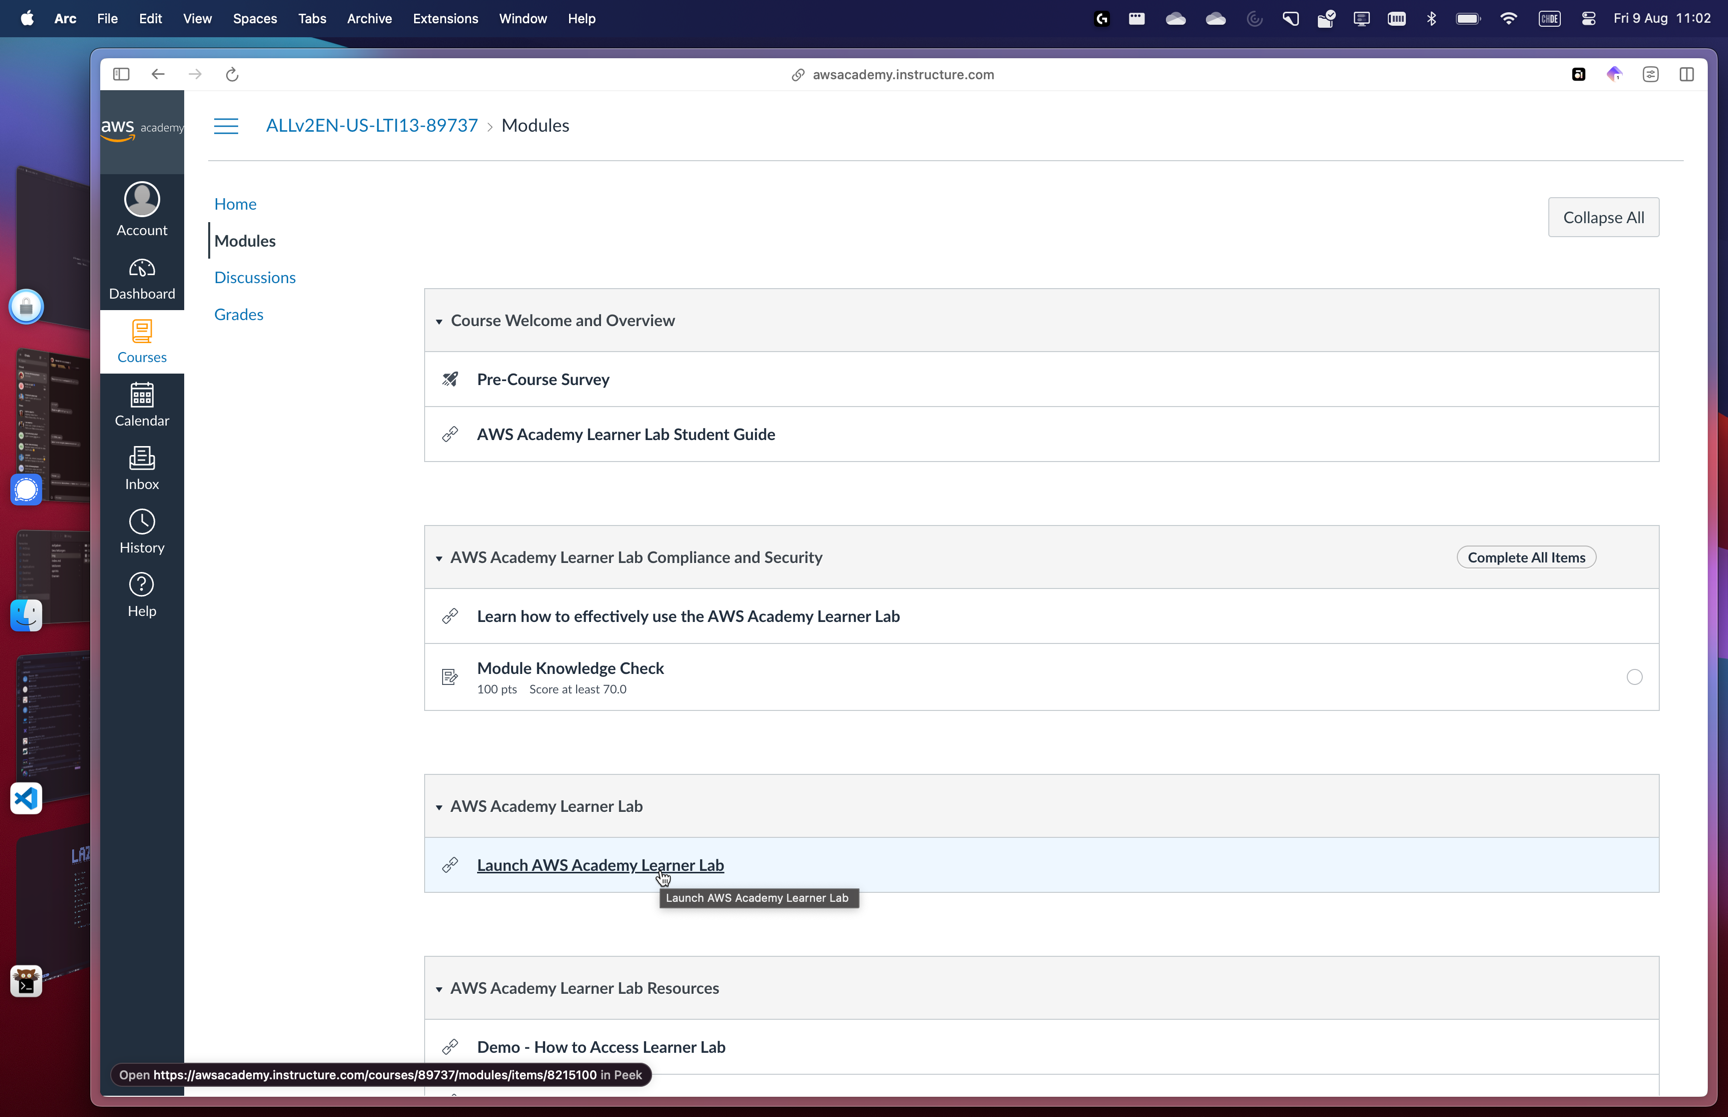 Arc File Edit View Spaces Tabs Archive Extensions Window Help Fri 9 Aug 11:02
awsacademy.instructure.com
aws academy
ALLv2EN-US-LTI13-89737 › Modules
Account
Dashboard
Courses
Calendar
Inbox
History
Help
Home
Modules
Discussions
Grades
Collapse All
Course Welcome and Overview
Pre-Course Survey
AWS Academy Learner Lab Student Guide
AWS Academy Learner Lab Compliance and Security
Complete All Items
Learn how to effectively use the AWS Academy Learner Lab
Module Knowledge Check
100 pts Score at least 70.0
AWS Academy Learner Lab
Launch AWS Academy Learner Lab
Launch AWS Academy Learner Lab
AWS Academy Learner Lab Resources
Demo - How to Access Learner Lab
Open https://awsacademy.instructure.com/courses/89737/modules/items/8215100 in Peek